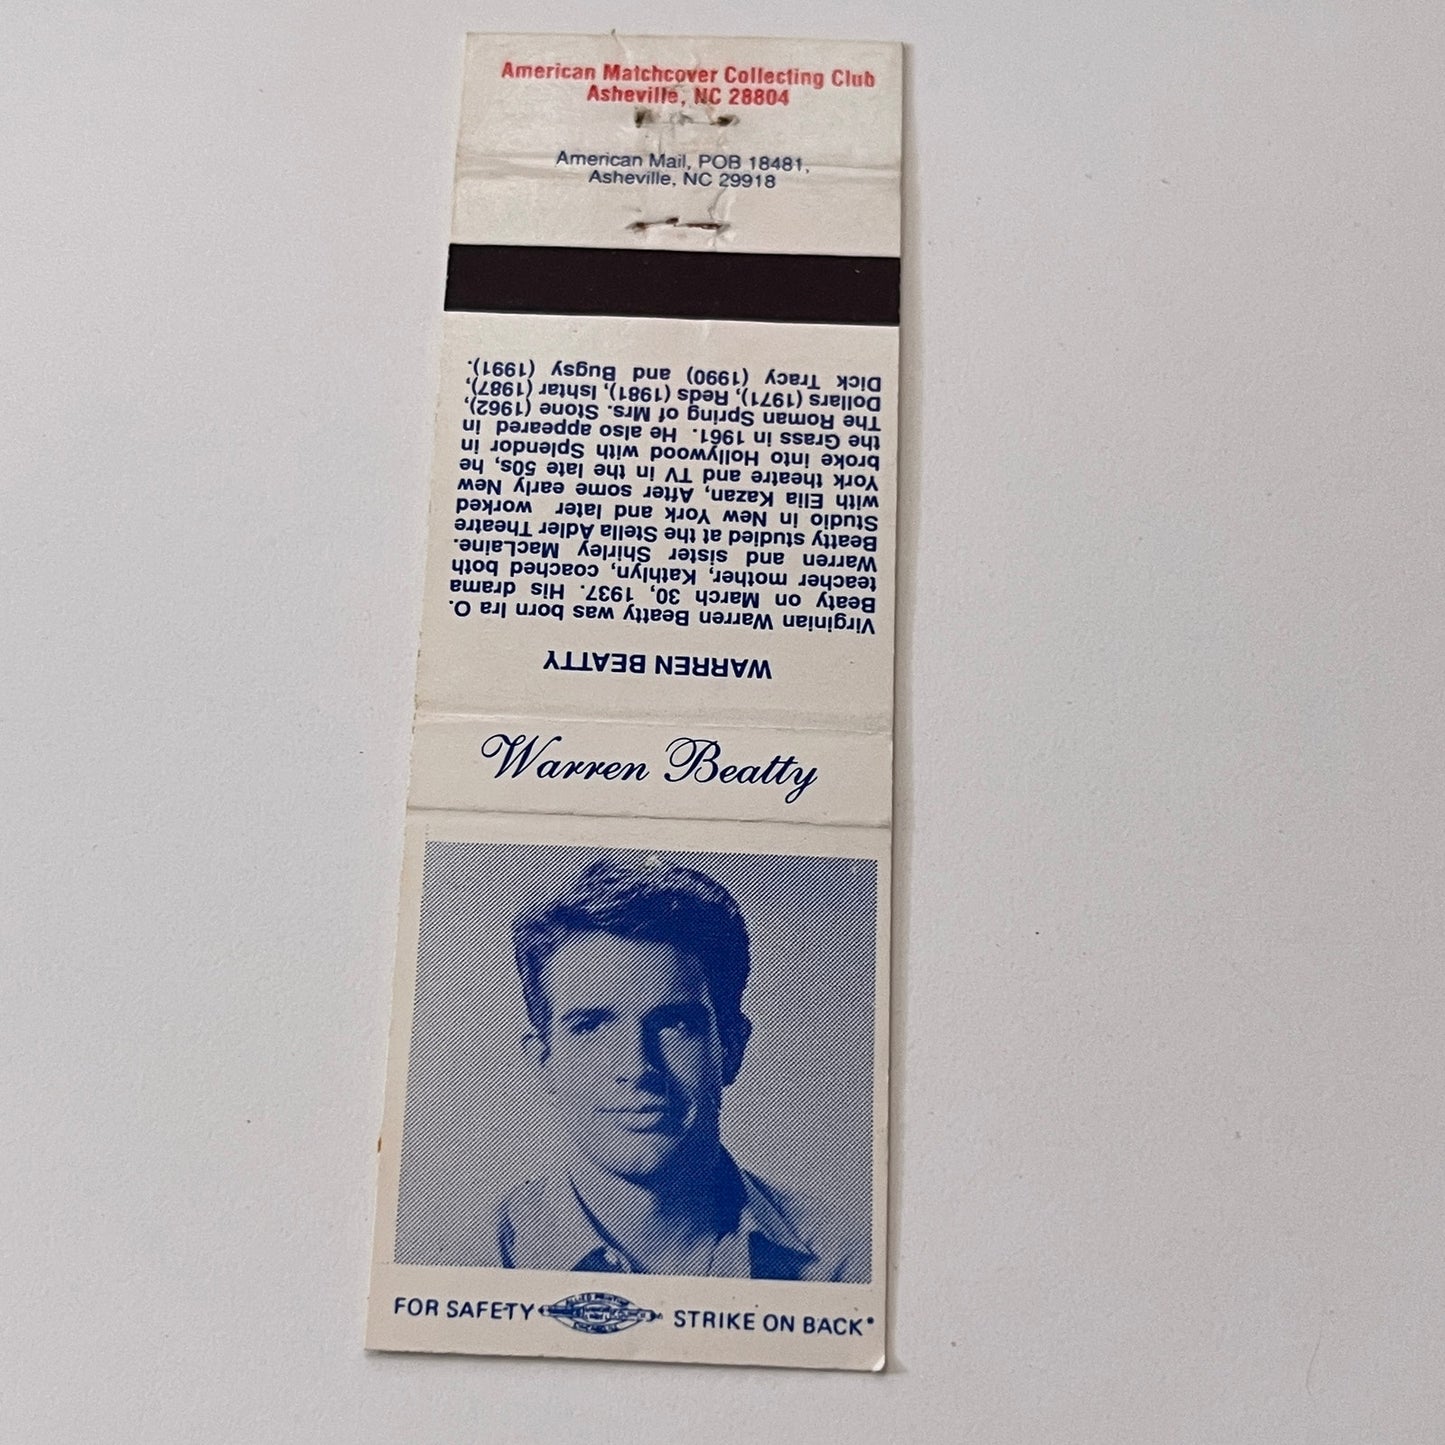 American Matchcover Collecting Club
Asheville, NC 28804
American Mail, POB 18481,
Asheville, NC 29918
WARREN BEATTY
Virginian Warren Beatty was born Ira O.
Beaty on March 30, 1937. His drama
teacher mother, Kathlyn, coached both
Warren and sister Shirley MacLaine.
Beatty studied at the Stella Adler Theatre
Studio in New York and later worked
with Elia Kazan, After some early New
York theatre and TV in the late 50s, he
broke into Hollywood with Splendor in
the Grass in 1961. He also appeared in
The Roman Spring of Mrs. Stone (1962),
Dollars (1971), Reds (1981), Ishtar (1987),
Dick Tracy (1990) and Bugsy (1991).
Warren Beatty
FOR SAFETY STRIKE ON BACK